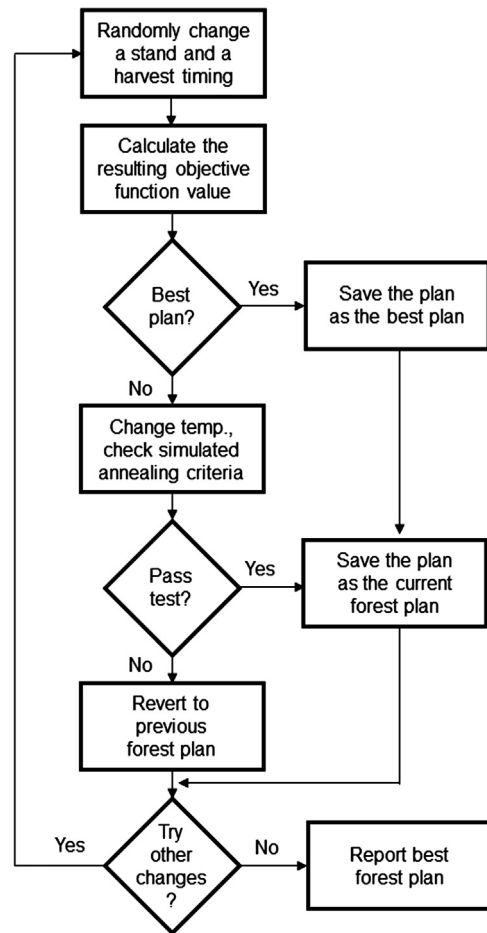 Randomly change
a stand and a
harvest timing
Calculate the
resulting objective
function value
Best
plan?
Yes
Save the plan
as the best plan
No
Change temp.,
check simulated
annealing criteria
Pass
test?
Yes
Save the plan
as the current
forest plan
No
Revert to
previous
forest plan
Yes
Try
other
changes
?
No
Report best
forest plan